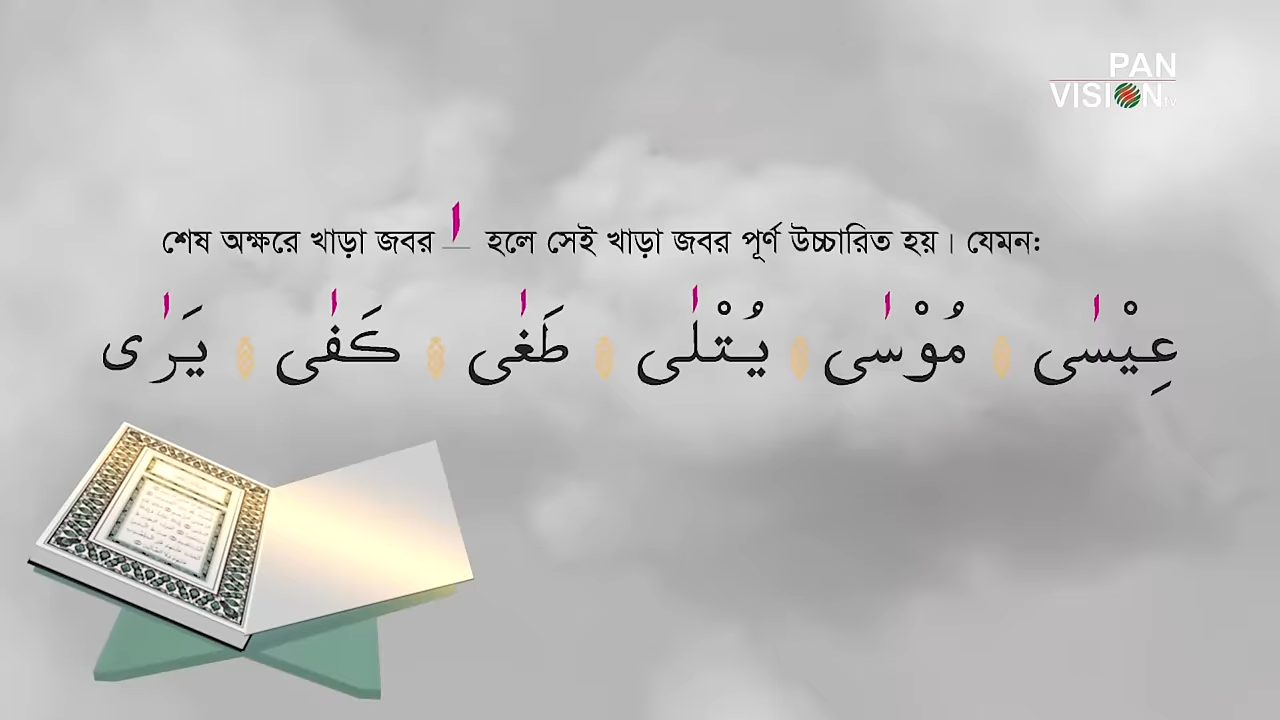 PAN
VISION tv
শেষ অক্ষরে খাড়া জবর ـٰ হলে সেই খাড়া জবর পূর্ণ উচ্চারিত হয়। যেমন:
عِيْسٰى مُوْسٰى يُتْلٰى طَغٰى كَفٰى يَرٰى